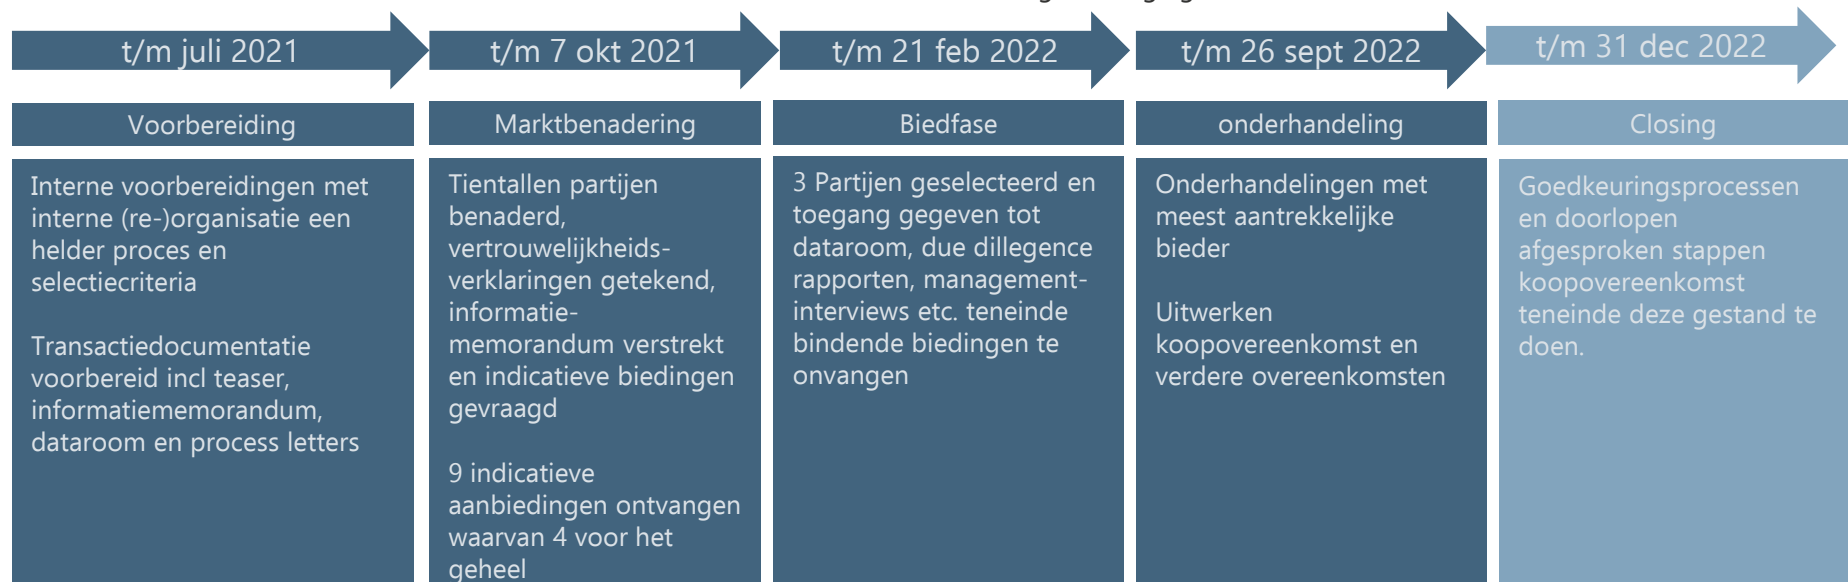 t/m juli 2021
t/m 7 okt 2021
t/m 21 feb 2022
t/m 26 sept 2022
t/m 31 dec 2022
Voorbereiding
Interne voorbereidingen met
interne (re-)organisatie een
helder proces en
selectiecriteria
Transactiedocumentatie
voorbereid incl teaser,
informatiememorandum,
dataroom en process letters
Marktbenadering
Tientallen partijen
benaderd,
vertrouwelijkheids-
verklaringen getekend,
informatie-
memorandum verstrekt
en indicatieve biedingen
gevraagd
9 indicatieve
aanbiedingen ontvangen
waarvan 4 voor het
geheel
Biedfase
3 Partijen geselecteerd en
toegang gegeven tot
dataroom, due dillegence
rapporten, management-
interviews etc. teneinde
bindende biedingen te
onvangen
onderhandeling
Onderhandelingen met
meest aantrekkelijke
bieder
Uitwerken
koopovereenkomst en
verdere overeenkomsten
Closing
Goedkeuringsprocessen
en doorlopen
afgesproken stappen
koopovereenkomst
teneinde deze gestand te
doen.